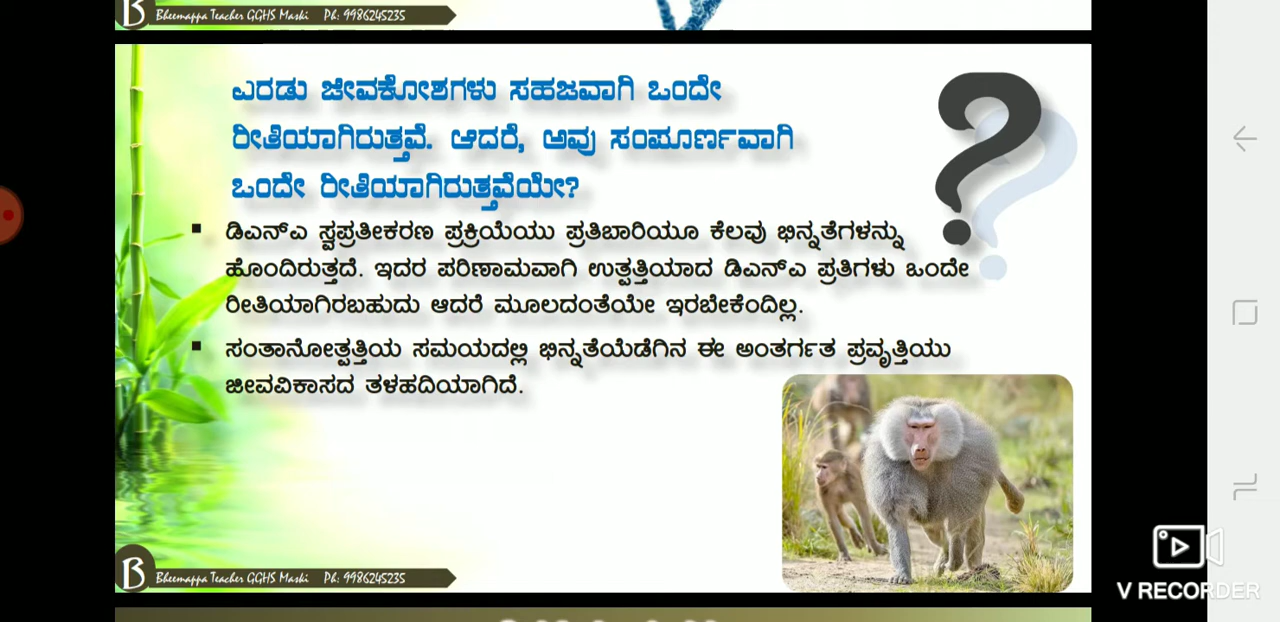 Bheemappa Teacher GGHS Maski Ph: 9986245235
ಎರಡು ಜೀವಕೋಶಗಳು ಸಹಜವಾಗಿ ಒಂದೇ
ರೀತಿಯಾಗಿರುತ್ತವೆ. ಆದರೆ, ಅವು ಸಂಪೂರ್ಣವಾಗಿ
ಒಂದೇ ರೀತಿಯಾಗಿರುತ್ತವೆಯೇ?
▪ ಡಿಎನ್ಎ ಸ್ವಪ್ರತೀಕರಣ ಪ್ರಕ್ರಿಯೆಯು ಪ್ರತಿಬಾರಿಯೂ ಕೆಲವು ಭಿನ್ನತೆಗಳನ್ನು
ಹೊಂದಿರುತ್ತದೆ. ಇದರ ಪರಿಣಾಮವಾಗಿ ಉತ್ಪತ್ತಿಯಾದ ಡಿಎನ್ಎ ಪ್ರತಿಗಳು ಒಂದೇ
ರೀತಿಯಾಗಿರಬಹುದು ಆದರೆ ಮೂಲದಂತೆಯೇ ಇರಬೇಕೆಂದಿಲ್ಲ.
▪ ಸಂತಾನೋತ್ಪತ್ತಿಯ ಸಮಯದಲ್ಲಿ ಭಿನ್ನತೆಯೆಡೆಗಿನ ಈ ಅಂತರ್ಗತ ಪ್ರವೃತ್ತಿಯು
ಜೀವವಿಕಾಸದ ತಳಹದಿಯಾಗಿದೆ.
?
B Bheemappa Teacher GGHS Maski Ph: 9986245235
V RECORDER